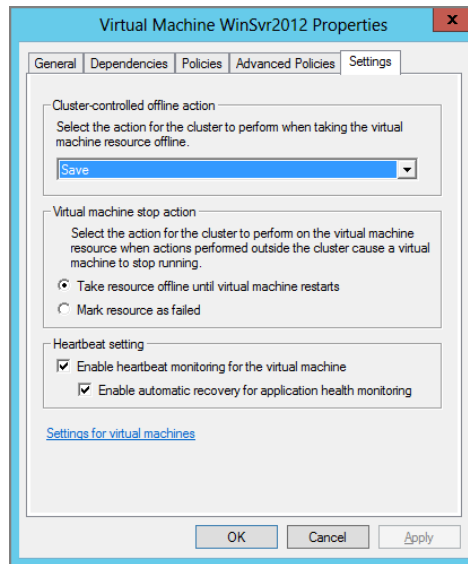 Virtual Machine WinSvr2012 Properties
x
General Dependencies Policies Advanced Policies Settings
Cluster-controlled offline action
Select the action for the cluster to perform when taking the virtual
machine resource offline.
Save
Virtual machine stop action
Select the action for the cluster to perform on the virtual machine
resource when actions performed outside the cluster cause a virtual
machine to stop running.
Take resource offline until virtual machine restarts
Mark resource as failed
Heartbeat setting
Enable heartbeat monitoring for the virtual machine
Enable automatic recovery for application health monitoring
Settings for virtual machines
OK Cancel Apply